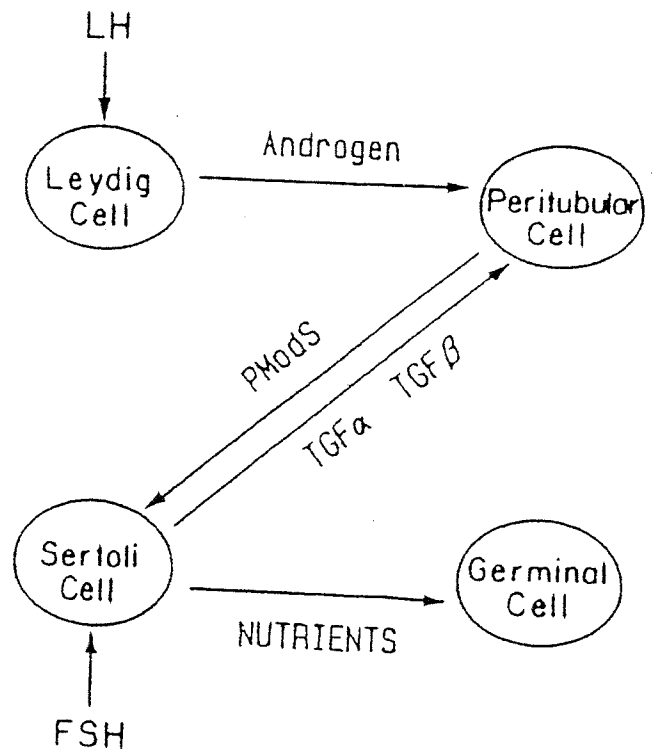 LH
Leydig
Cell
Androgen
Peritubular
Cell
PModS
TGFα TGFβ
Sertoli
Cell
NUTRIENTS
Germinal
Cell
FSH